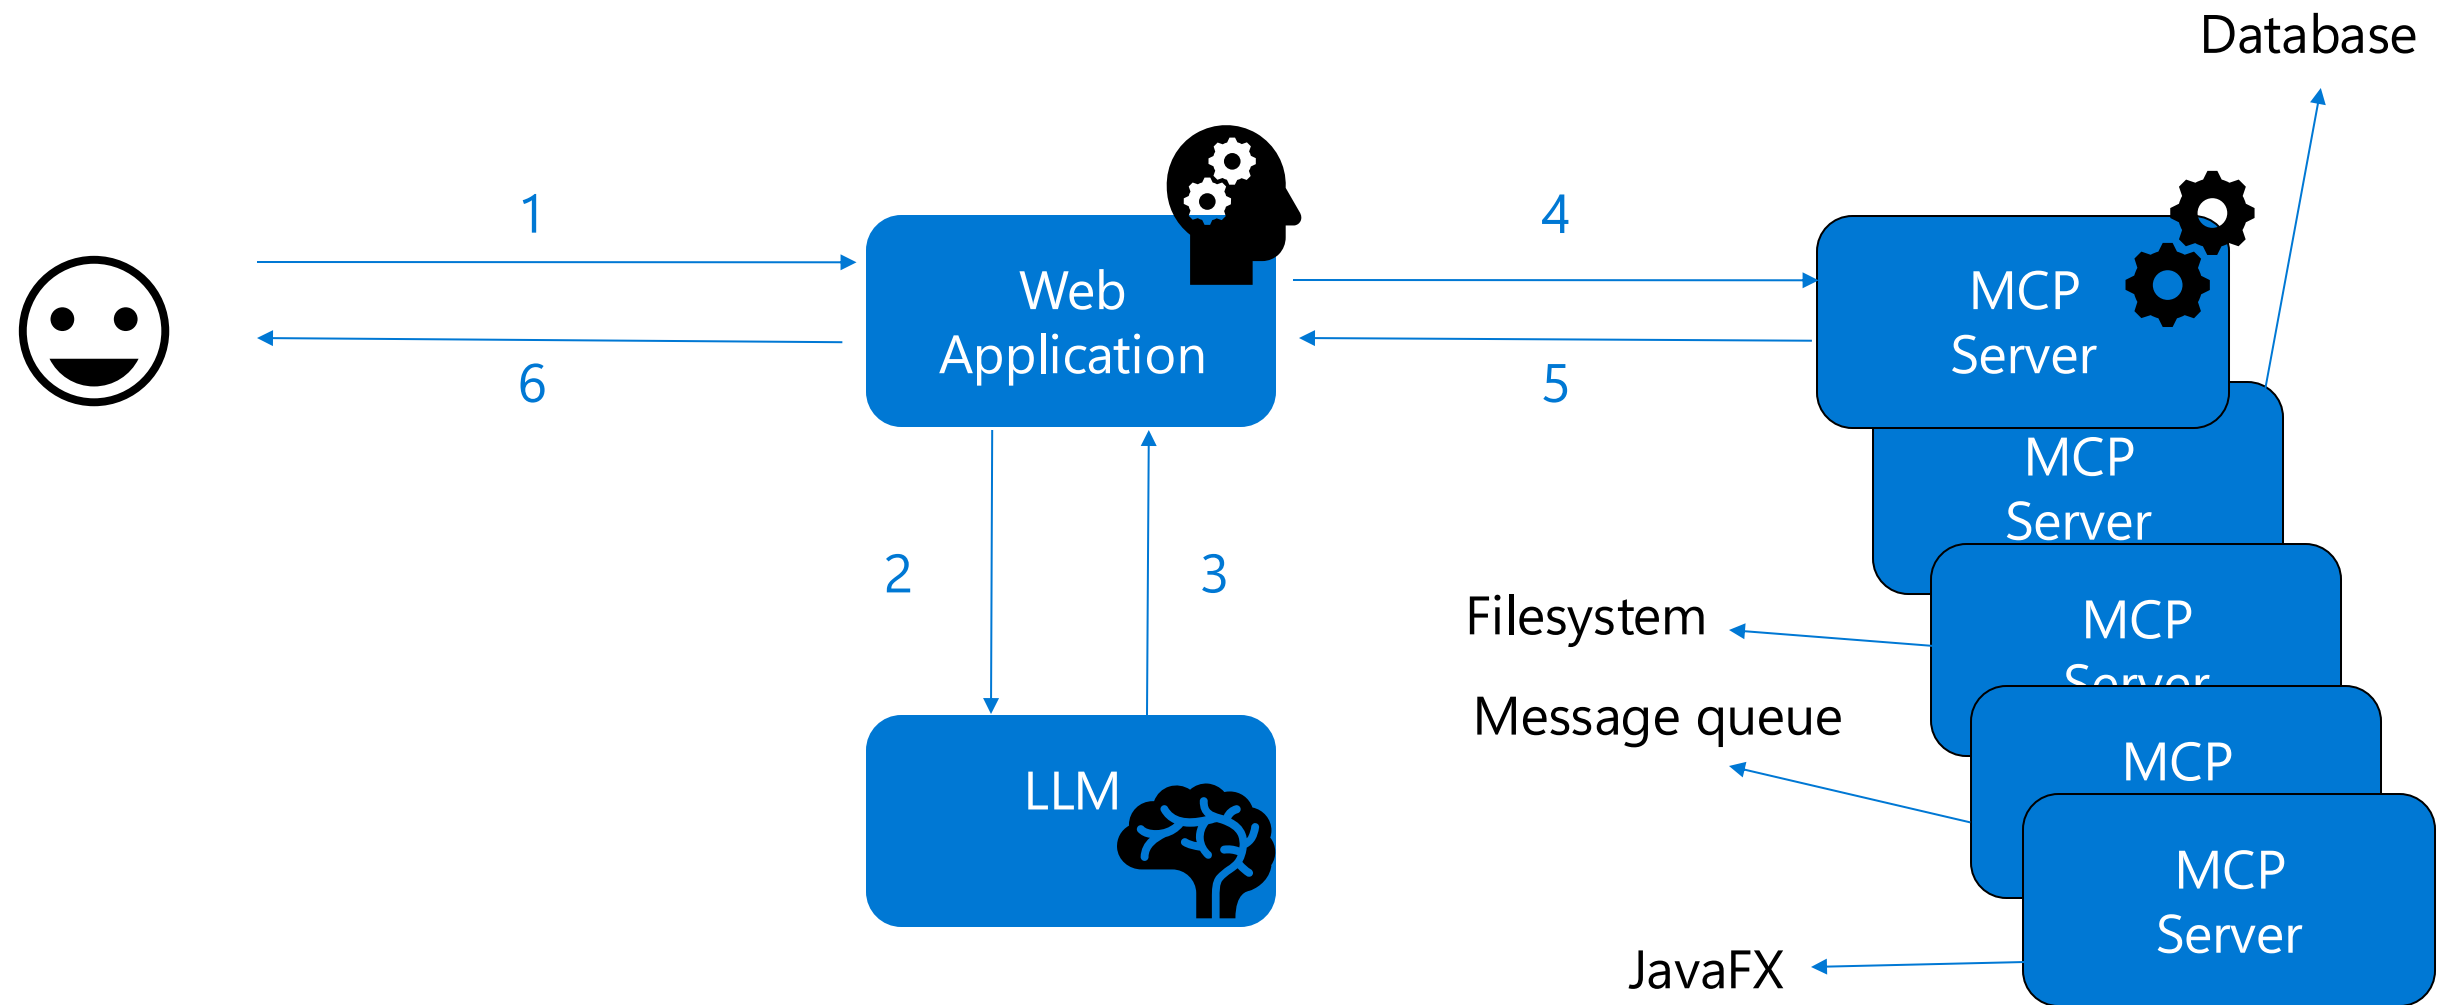 Database
1
4
Web
Application
MCP
Server
6
5
MCP
Server
2
3
Filesystem
MCP
Server
Message queue
MCP
MCP
Server
LLM
JavaFX